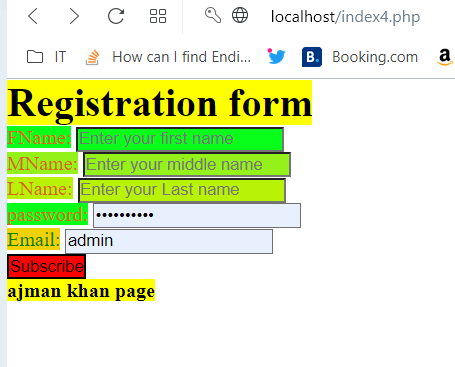 localhost/index4.php
IT
How can I find Endi...
B.
Booking.com
a
Registration form
FName: Enter your first name
MName: Enter your middle name
LName: Enter your Last name
password: ••••••••••
Email: admin
Subscribe
ajman khan page